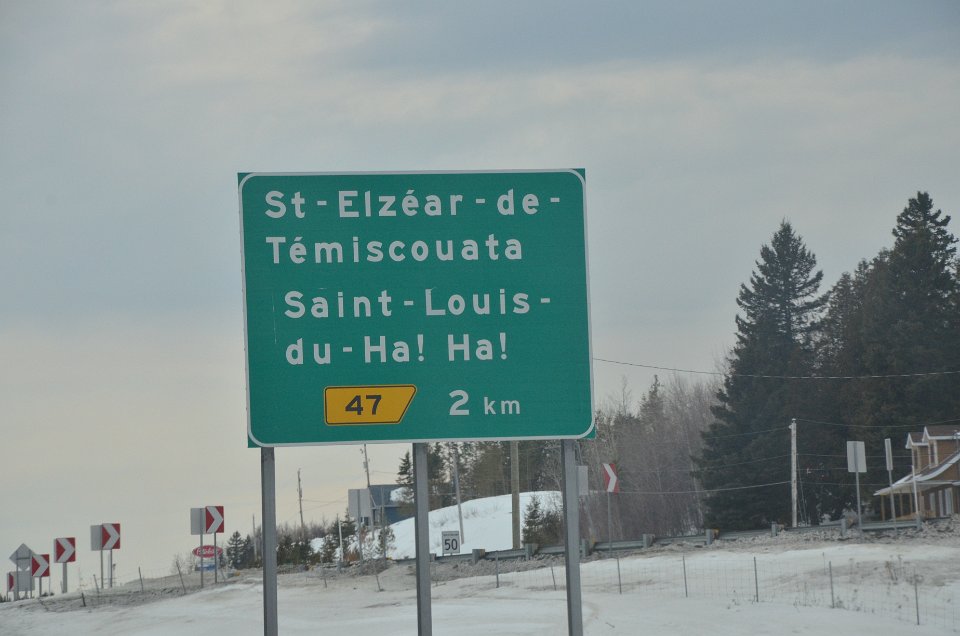 St-Elzéar-de-
Témiscouata
Saint-Louis-
du-Ha! Ha!
47 2 km
50